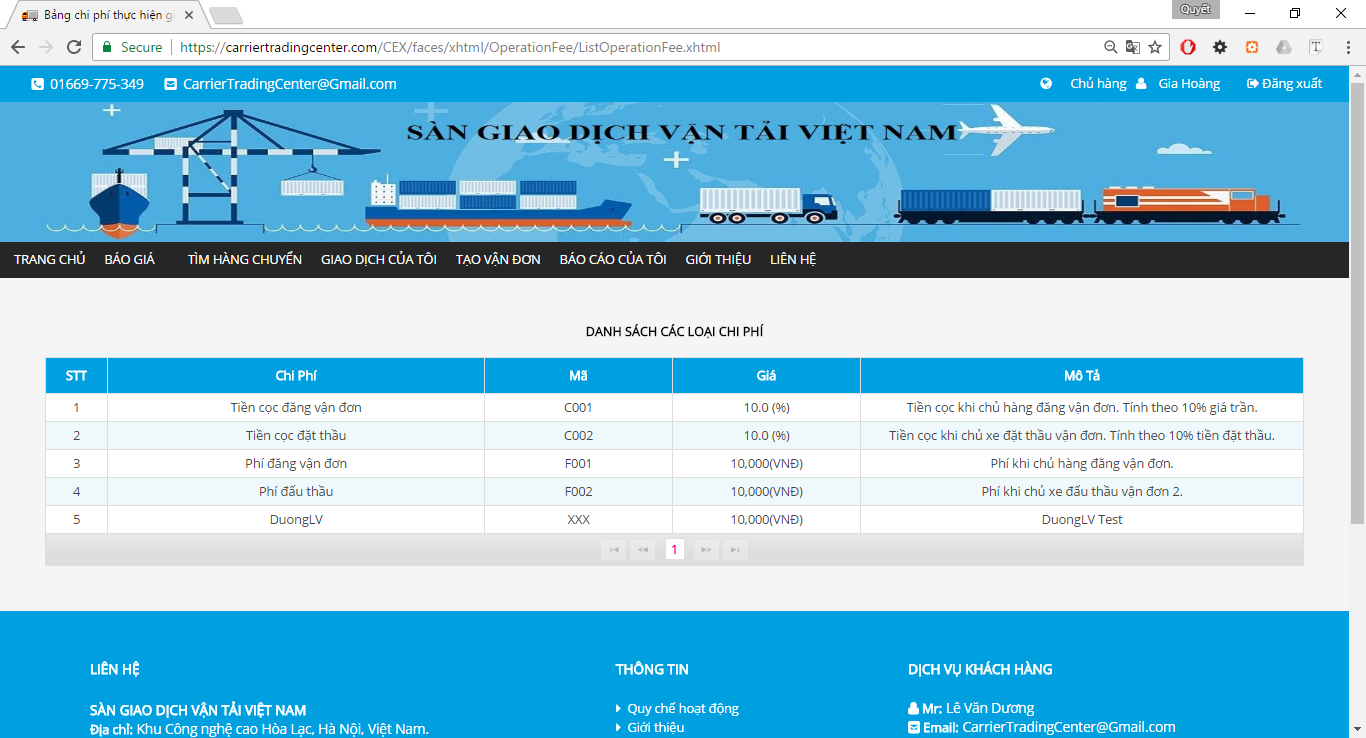 Bảng chi phí thực hiện gi
Quyết
Secure
https://carriertradingcenter.com/CEX/faces/xhtml/OperationFee/ListOperationFee.xhtml
01669-775-349 CarrierTradingCenter@Gmail.com Chủ hàng Gia Hoàng Đăng xuất
SÀN GIAO DỊCH VẬN TẢI VIỆT NAM
TRANG CHỦ BÁO GIÁ TÌM HÀNG CHUYẾN GIAO DỊCH CỦA TÔI TẠO VẬN ĐƠN BÁO CÁO CỦA TÔI GIỚI THIỆU LIÊN HỆ
DANH SÁCH CÁC LOẠI CHI PHÍ
STT Chi Phí Mã Giá Mô Tả
1 Tiền cọc đăng vận đơn C001 10.0 (%) Tiền cọc khi chủ hàng đăng vận đơn. Tính theo 10% giá trần.
2 Tiền cọc đặt thầu C002 10.0 (%) Tiền cọc khi chủ xe đặt thầu vận đơn. Tính theo 10% tiền đặt thầu.
3 Phí đăng vận đơn F001 10,000(VNĐ) Phí khi chủ hàng đăng vận đơn.
4 Phí đấu thầu F002 10,000(VNĐ) Phí khi chủ xe đấu thầu vận đơn 2.
5 DuongLV XXX 10,000(VNĐ) DuongLV Test
1
LIÊN HỆ THÔNG TIN DỊCH VỤ KHÁCH HÀNG
SÀN GIAO DỊCH VẬN TẢI VIỆT NAM Quy chế hoạt động Mr: Lê Văn Dương
Địa chỉ: Khu Công nghệ cao Hòa Lạc, Hà Nội, Việt Nam. Giới thiệu Email: CarrierTradingCenter@Gmail.com